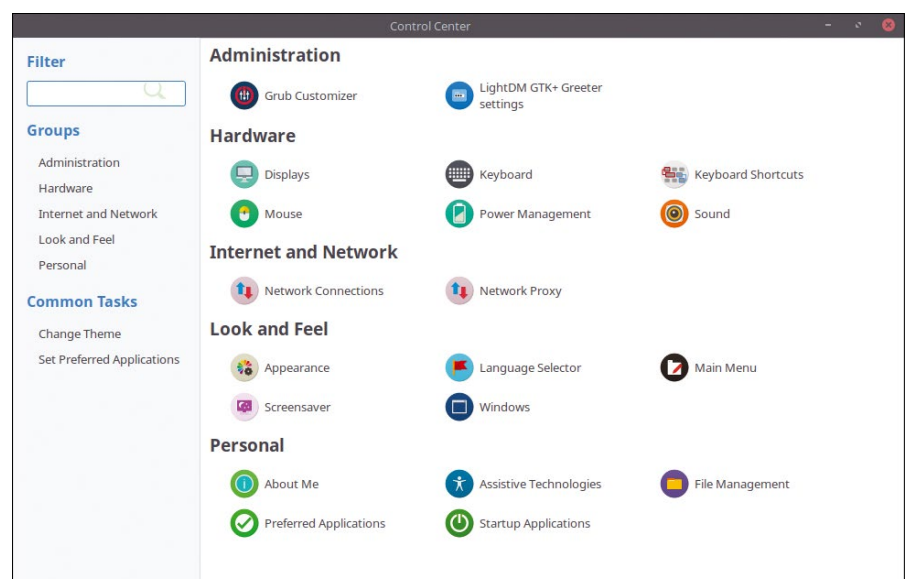 Control Center
Filter
Groups
Administration
Hardware
Internet and Network
Look and Feel
Personal
Common Tasks
Change Theme
Set Preferred Applications
Administration
Grub Customizer
LightDM GTK+ Greeter
settings
Hardware
Displays
Keyboard
Keyboard Shortcuts
Mouse
Power Management
Sound
Internet and Network
Network Connections
Network Proxy
Look and Feel
Appearance
Language Selector
Main Menu
Screensaver
Windows
Personal
About Me
Assistive Technologies
File Management
Preferred Applications
Startup Applications